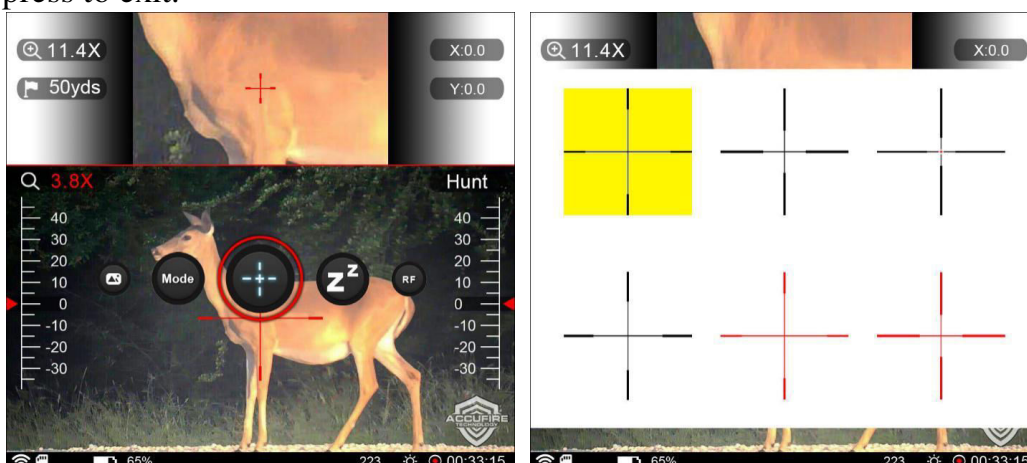 press to exit.
11.4X
X:0.0
50yds
Y:0.0
3.8X
Hunt
40
30
20
10
0
-10
-20
-30
40
30
20
10
0
-10
-20
-30
Mode
zz
RF
ACCUFIRE
TECHNOLOGY
65%
223
00:33:15
11.4X
X:0.0
65%
223
00:33:15